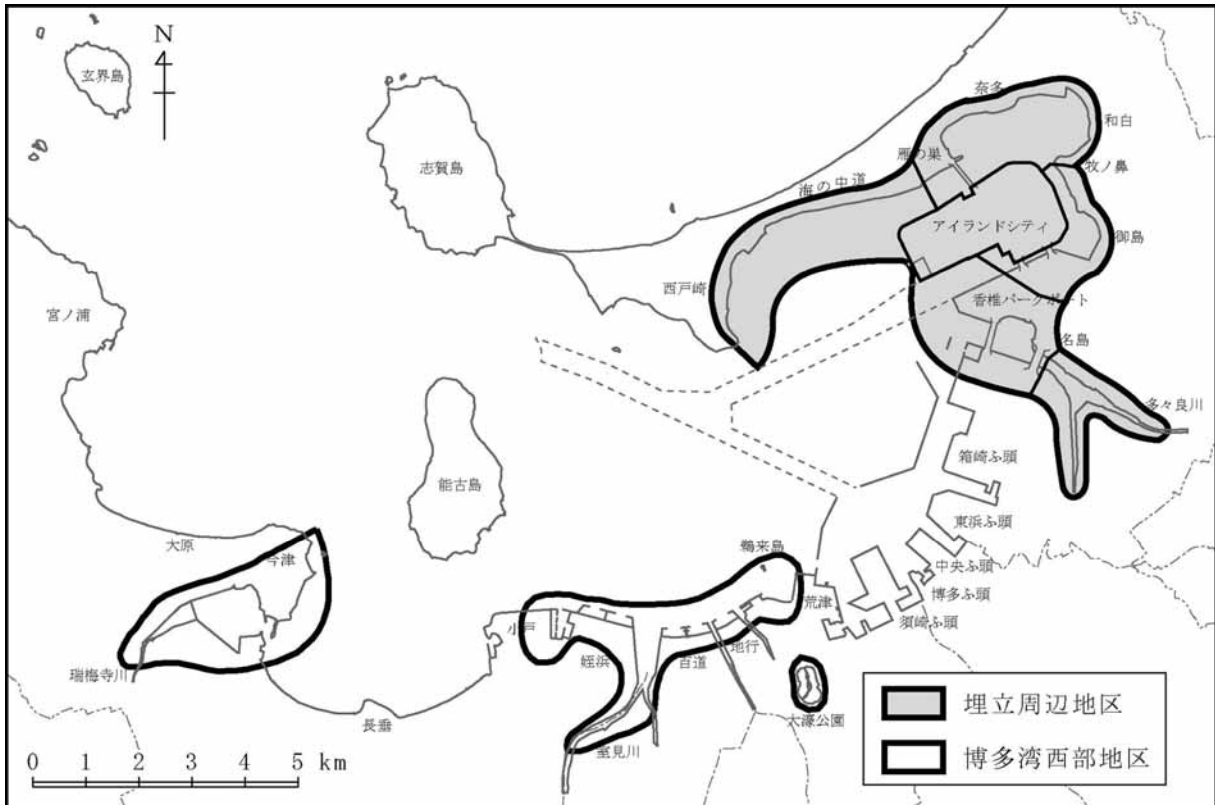 N
玄界島
志賀島
奈多
和白
雁の巣
牧ノ鼻
海の中道
アイランドシティ
御島
西戸崎
香椎パークポート
宮ノ浦
名島
多々良川
箱崎ふ頭
能古島
東浜ふ頭
大原
今津
鵜来島
中央ふ頭
博多ふ頭
荒津
須崎ふ頭
小戸
姪浜
百道
地行
瑞梅寺川
長垂
大濠公園
室見川
埋立周辺地区
博多湾西部地区
0 1 2 3 4 5 km